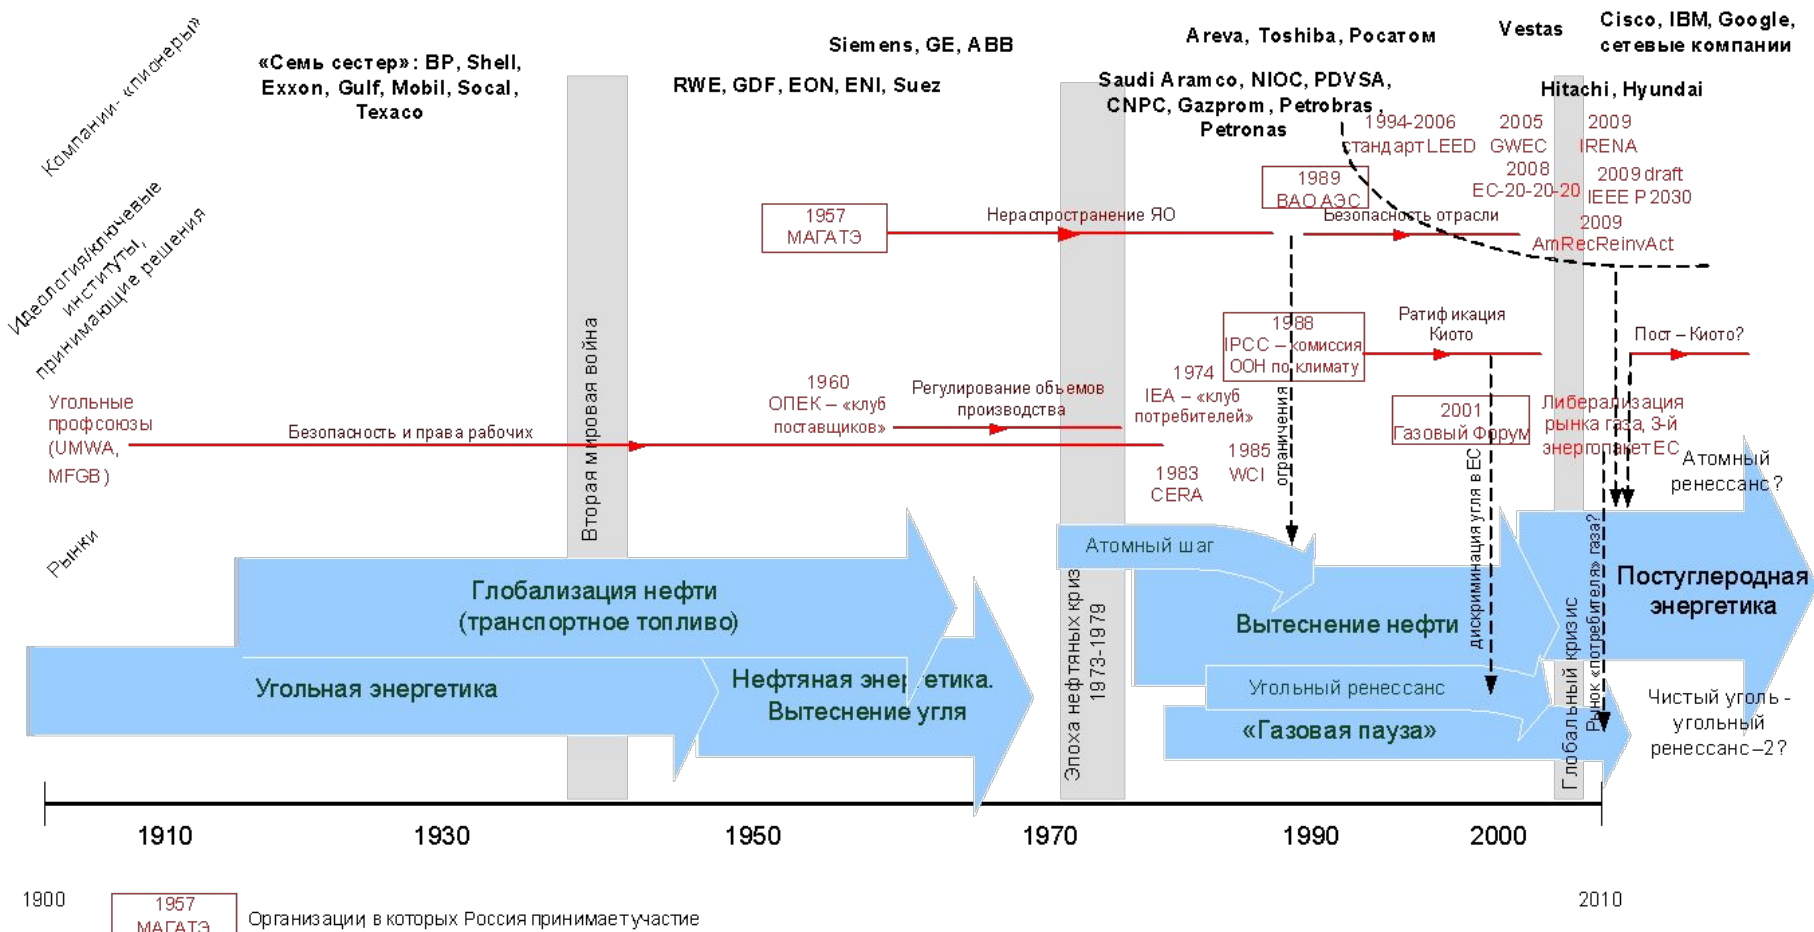 Компании- «пионеры»
«Семь сестер»: BP, Shell,
Exxon, Gulf, Mobil, Socal,
Texaco
Siemens, GE, ABB
RWE, GDF, EON, ENI, Suez
Areva, Toshiba, Росатом
Saudi Aramco, NIOC, PDVSA,
CNPC, Gazprom, Petrobras,
Petronas
Vestas
Cisco, IBM, Google,
сетевые компании
Hitachi, Hyundai
Идеология/ключевые
институты,
принимающие решения
1994-2006
стандарт LEED
2005
GWEC
2009
IRENA
2008
ЕС-20-20-20
2009 draft
IEEE P2030
2009
AmRecReinvAct
1957
МАГАТЭ
Нераспространение ЯО
1989
ВАО АЭС
Безопасность отрасли
1988
IPCC – комиссия
ООН по климату
Ратификация
Киото
Пост – Киото?
Угольные
профсоюзы
(UMWA,
MFGB)
Безопасность и права рабочих
1960
ОПЕК – «клуб
поставщиков»
Регулирование объемов
производства
1974
IEA – «клуб
потребителей»
1983
CERA
1985
WCI
2001
Газовый Форум
Либерализация
рынка газа, 3-й
энергопакет ЕС
ограничения
дискриминация угля в ЕС
Рынок «потребителя» газа?
Атомный
ренессанс?
Рынки
Вторая мировая война
Эпоха нефтяных криз
1973-1979
Глобальный кризис
Глобализация нефти
(транспортное топливо)
Угольная энергетика
Нефтяная энергетика.
Вытеснение угля
Атомный шаг
Вытеснение нефти
Угольный ренессанс
«Газовая пауза»
Постуглеродная
энергетика
Чистый уголь -
угольный
ренессанс–2?
1910
1930
1950
1970
1990
2000
1900
2010
1957
МАГАТЭ
Организации, в которых Россия принимает участие